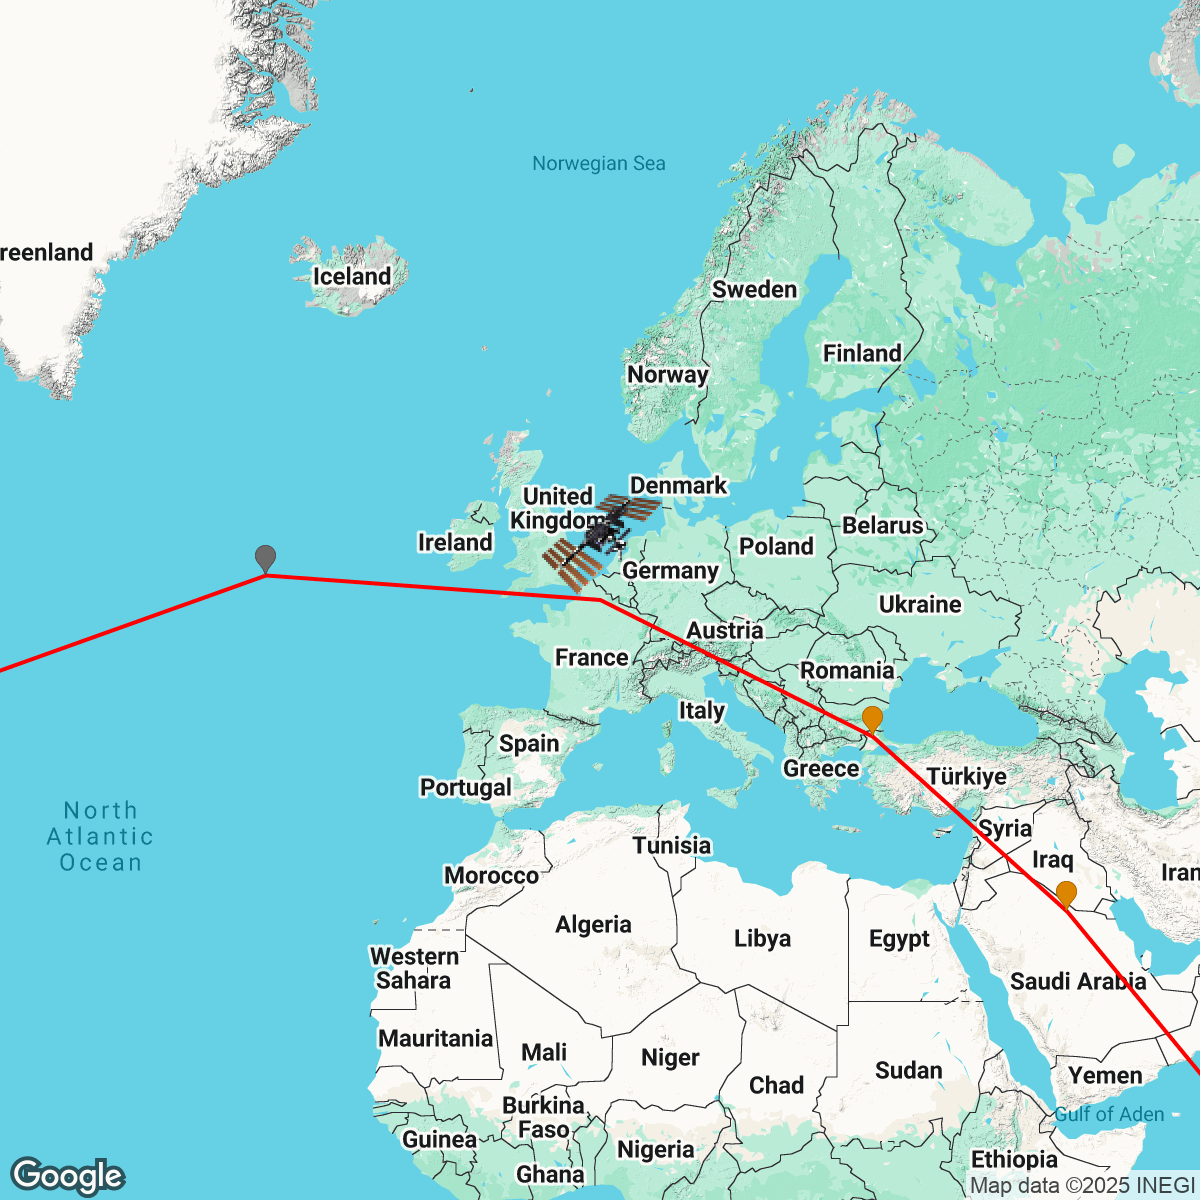 Norwegian Sea
reenland
Iceland
Sweden
Finland
Norway
Denmark
United
Kingdom
Ireland
Belarus
Poland
Germany
Ukraine
Austria
France
Romania
Italy
Spain
Portugal
Greece
Türkiye
North
Atlantic
Ocean
Syria
Tunisia
Iraq
Morocco
Iran
Algeria
Libya
Egypt
Western
Sahara
Saudi Arabia
Mauritania
Mali
Niger
Chad
Sudan
Yemen
Burkina
Faso
Gulf of Aden
Guinea
Nigeria
Ghana
Ethiopia
Google
Map data ©2025 INEGI